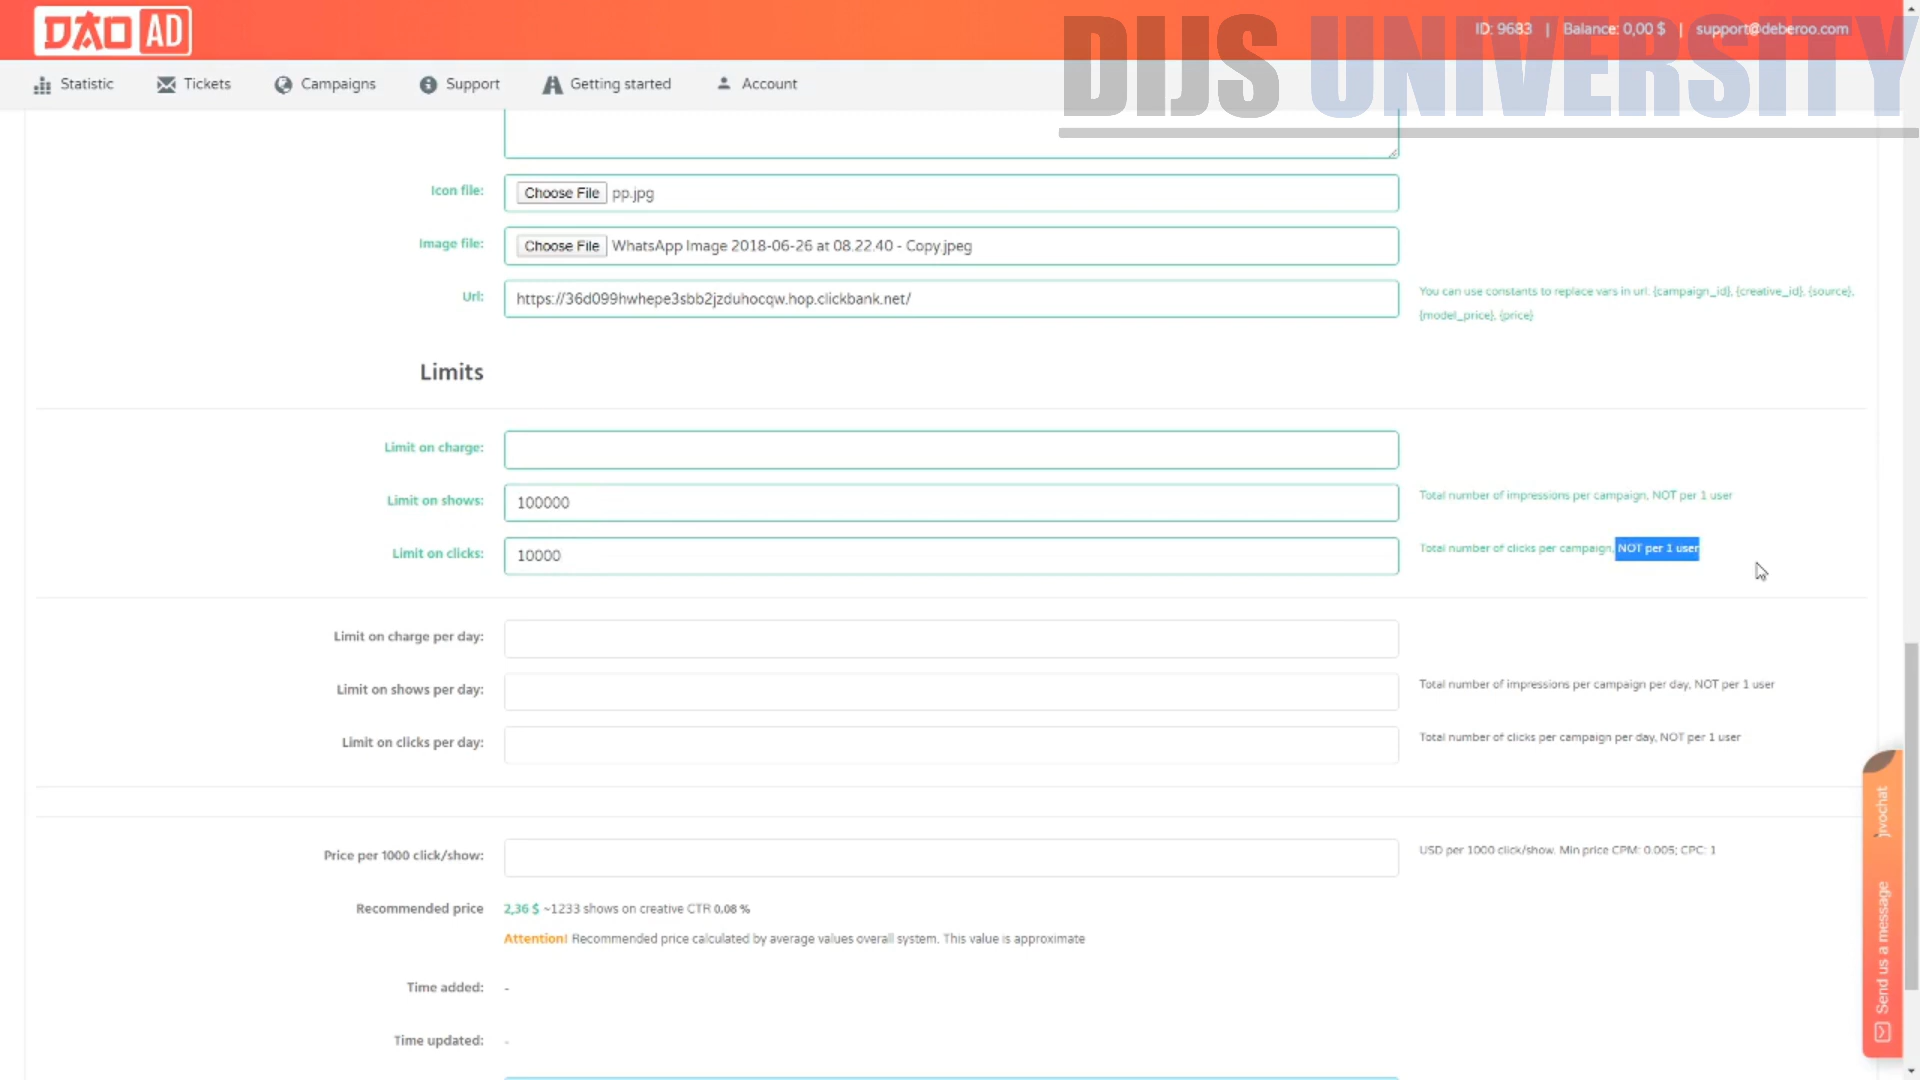 DAO AD
DIJS UNIVERSITY
ID: 9683 | Balance: 0,00 $ | support@deberoo.com
Statistic Tickets Campaigns Support Getting started Account
Icon file: Choose File pp.jpg
Image file: Choose File WhatsApp Image 2018-06-26 at 08.22.40 - Copy.jpeg
Url: https://36d099hwhepe3sbb2jzduhocqw.hop.clickbank.net/
You can use constants to replace vars in url. {campaign_id}, {creative_id}, {source},
{model_price}, {price}
Limits
Limit on charge:
Limit on shows: 100000 Total number of impressions per campaign, NOT per 1 user
Limit on clicks: 10000 Total number of clicks per campaign, NOT per 1 user
Limit on charge per day:
Limit on shows per day: Total number of impressions per campaign per day, NOT per 1 user
Limit on clicks per day: Total number of clicks per campaign per day, NOT per 1 user
Price per 1000 click/show: USD per 1000 click/show. Min price CPM: 0.005; CPC: 1
Recommended price 2,36 $ ~1233 shows on creative CTR 0,08 %
Attention! Recommended price calculated by average values overall system. This value is approximate
Time added: -
Time updated: -
jivochat
Send us a message